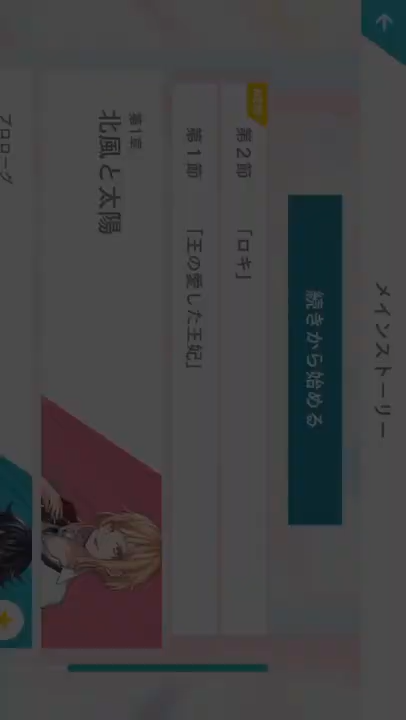 メインストーリー
続きから始める
NEW
第2節 「ロキ」
第1節 「王の愛した王妃」
第1章
北風と太陽
プロローグ